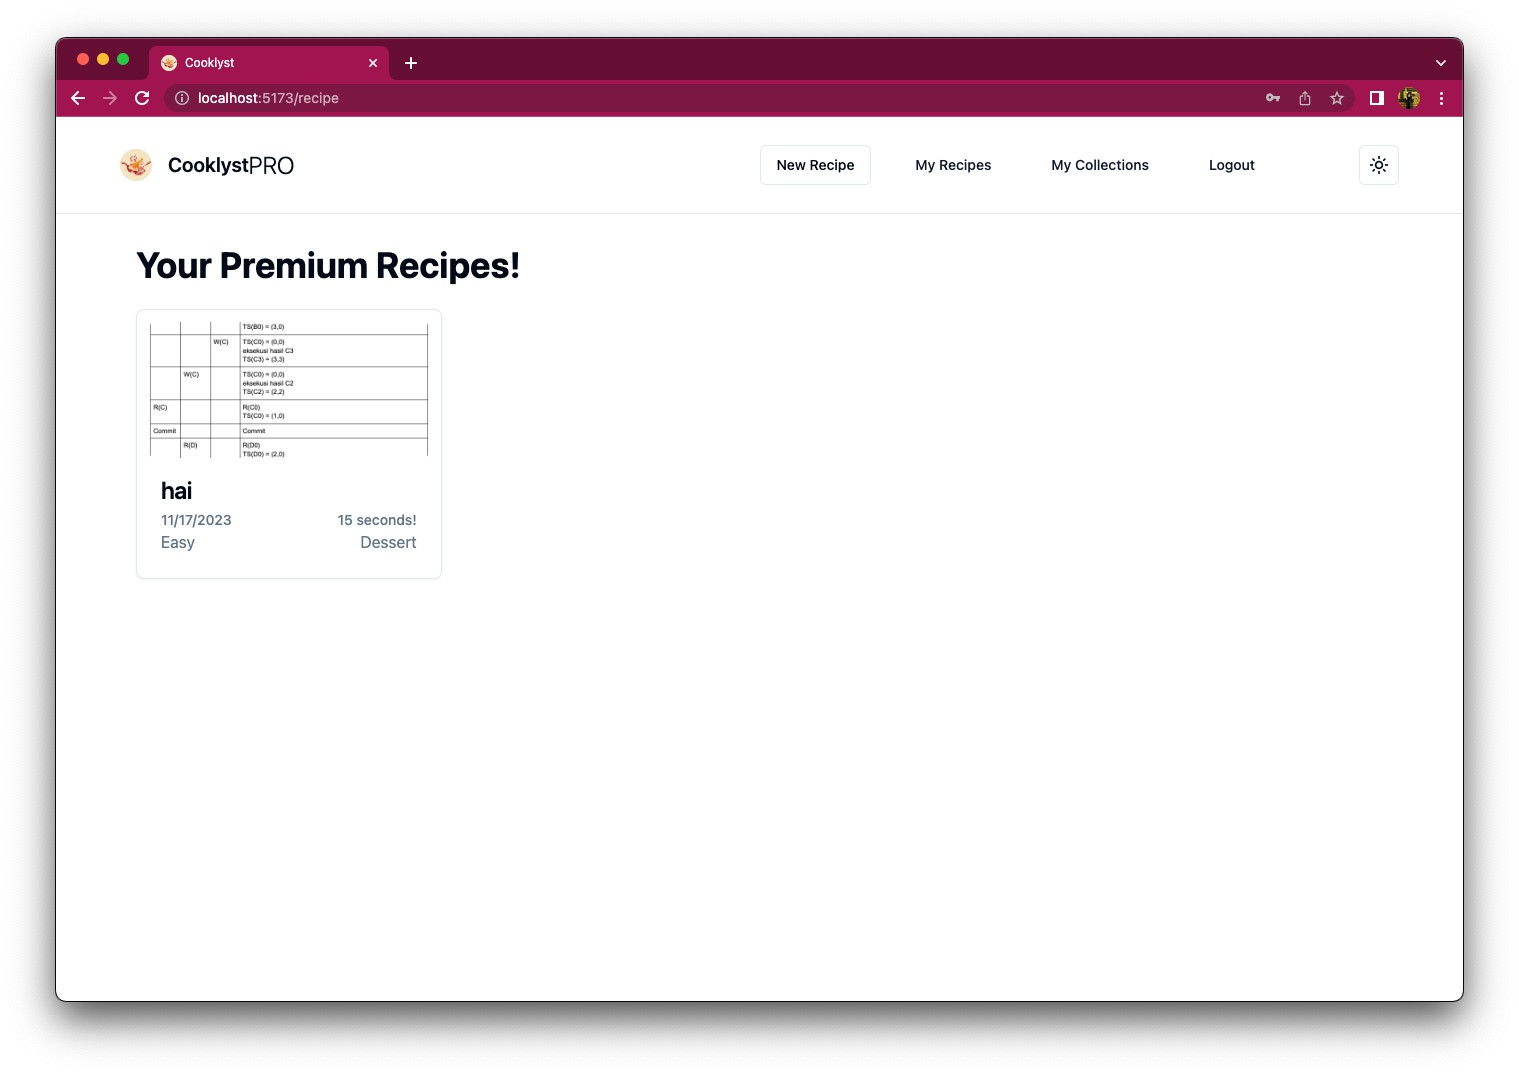 Cooklyst
localhost:5173/recipe
CooklystPRO
New Recipe
My Recipes
My Collections
Logout
Your Premium Recipes!
TS(B0) = (3,0)
W(C)
TS(C0) = (0,0)
eksekusi hasil C3
TS(C3) = (3,3)
W(C)
TS(C0) = (0,0)
eksekusi hasil C2
TS(C2) = (2,2)
R(C)
R(C0)
TS(C0) = (1,0)
Commit
Commit
R(D)
R(D0)
TS(D0) = (2,0)
hai
11/17/2023
15 seconds!
Easy
Dessert